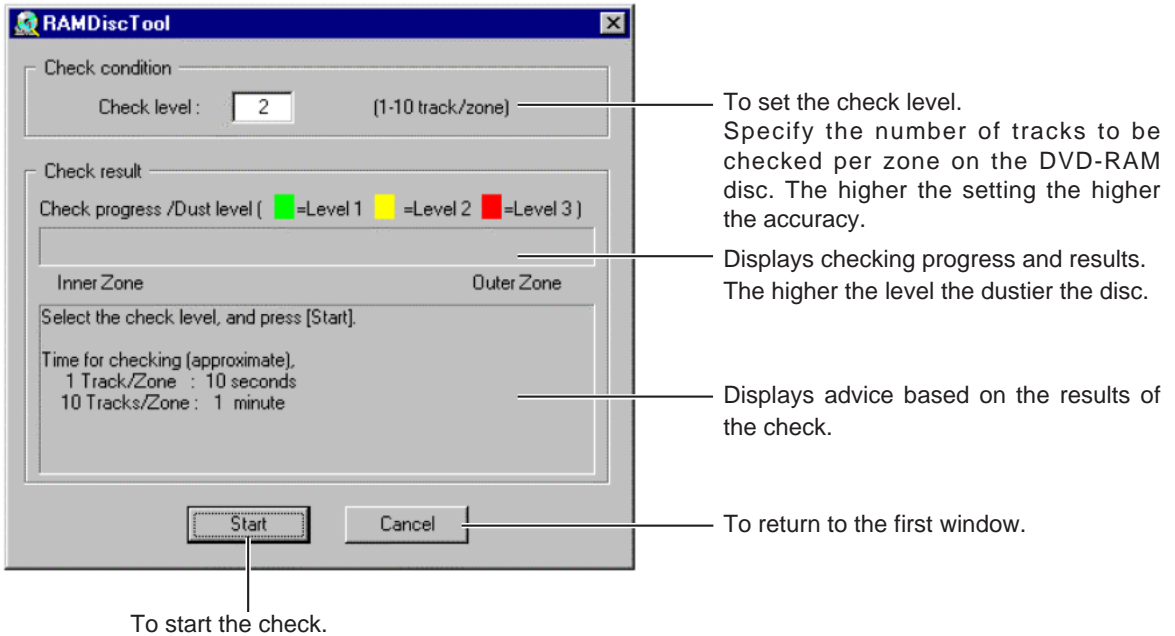 RAMDiscTool
Check condition
Check level : 2 (1-10 track/zone)
To set the check level.
Specify the number of tracks to be
checked per zone on the DVD-RAM
disc. The higher the setting the higher
the accuracy.
Check result
Check progress /Dust level ( =Level 1 =Level 2 =Level 3 )
Displays checking progress and results.
The higher the level the dustier the disc.
Inner Zone Outer Zone
Select the check level, and press [Start].
Time for checking (approximate),
1 Track/Zone : 10 seconds
10 Tracks/Zone : 1 minute
Displays advice based on the results of
the check.
Start Cancel
To return to the first window.
To start the check.